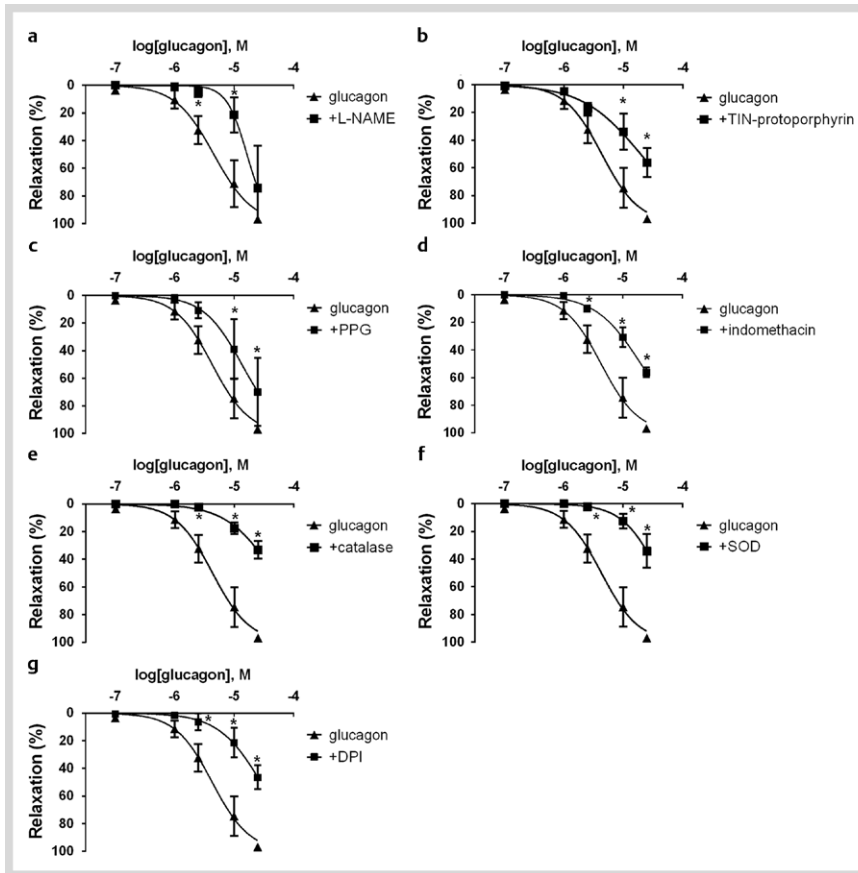 a
log[glucagon], M
-7 -6 -5 -4
0
20
40
60
80
100
Relaxation (%)
* *
glucagon
+L-NAME
b
log[glucagon], M
-7 -6 -5 -4
0
20
40
60
80
100
Relaxation (%)
* *
glucagon
+TIN-protoporphyrin
c
log[glucagon], M
-7 -6 -5 -4
0
20
40
60
80
100
Relaxation (%)
* *
glucagon
+PPG
d
log[glucagon], M
-7 -6 -5 -4
0
20
40
60
80
100
Relaxation (%)
* * *
glucagon
+indomethacin
e
log[glucagon], M
-7 -6 -5 -4
0
20
40
60
80
100
Relaxation (%)
* * *
glucagon
+catalase
f
log[glucagon], M
-7 -6 -5 -4
0
20
40
60
80
100
Relaxation (%)
* * *
glucagon
+SOD
g
log[glucagon], M
-7 -6 -5 -4
0
20
40
60
80
100
Relaxation (%)
* * *
glucagon
+DPI